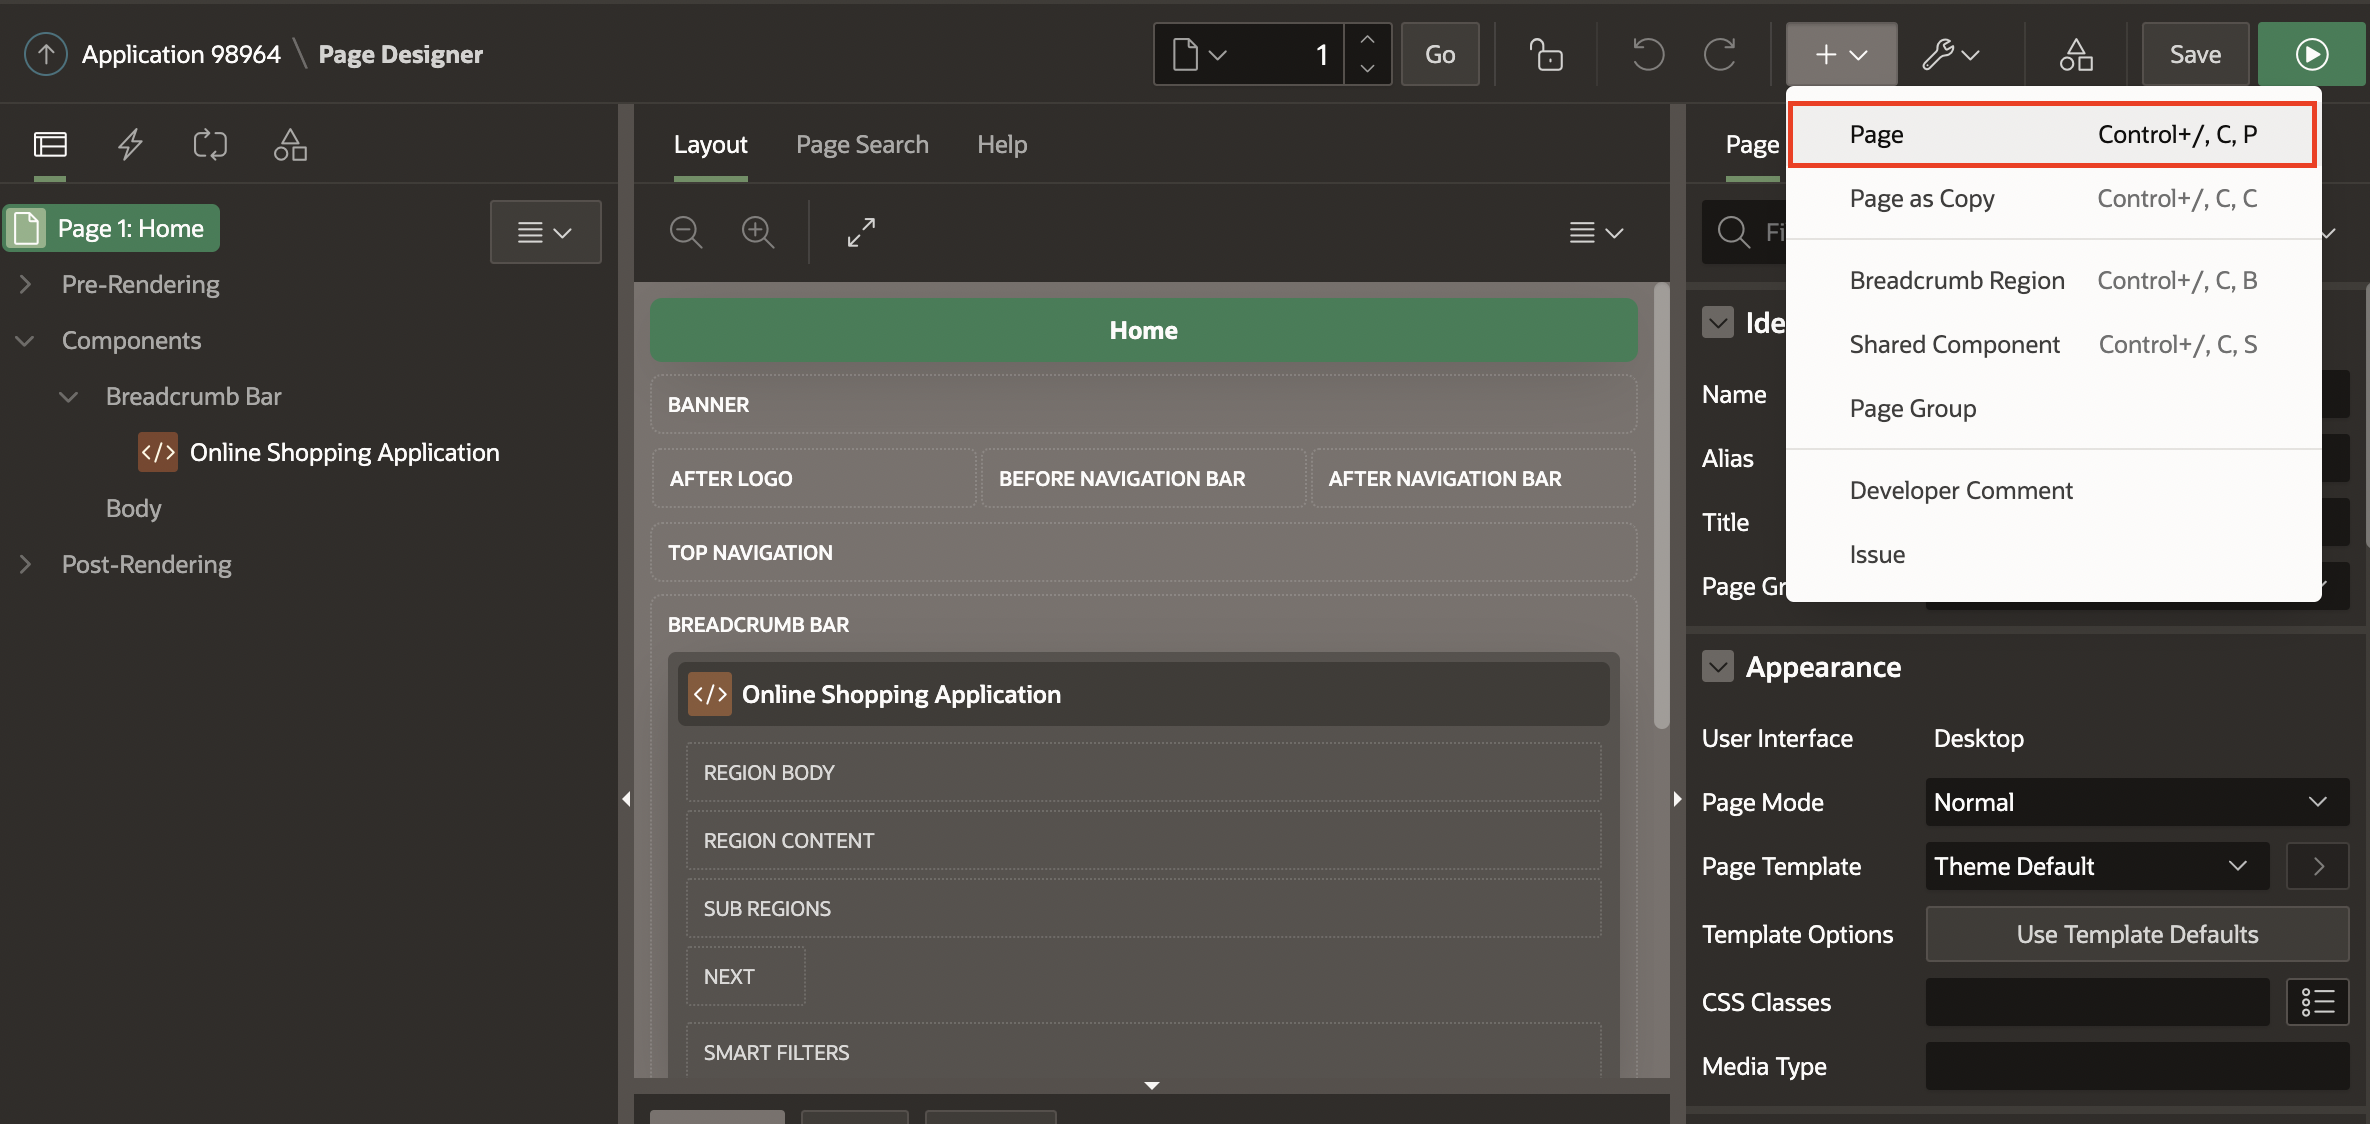 Application 98964 \ Page Designer
1
Go
Save
Page 1: Home
Pre-Rendering
Components
Breadcrumb Bar
</> Online Shopping Application
Body
Post-Rendering
Layout
Page Search
Help
Home
BANNER
AFTER LOGO
BEFORE NAVIGATION BAR
AFTER NAVIGATION BAR
TOP NAVIGATION
BREADCRUMB BAR
</> Online Shopping Application
REGION BODY
REGION CONTENT
SUB REGIONS
NEXT
SMART FILTERS
Page
Page Control+/, C, P
Page as Copy Control+/, C, C
Breadcrumb Region Control+/, C, B
Shared Component Control+/, C, S
Page Group
Developer Comment
Issue
Fi
Ide
Name
Alias
Title
Page Gr
Appearance
User Interface Desktop
Page Mode Normal
Page Template Theme Default
Template Options Use Template Defaults
CSS Classes
Media Type